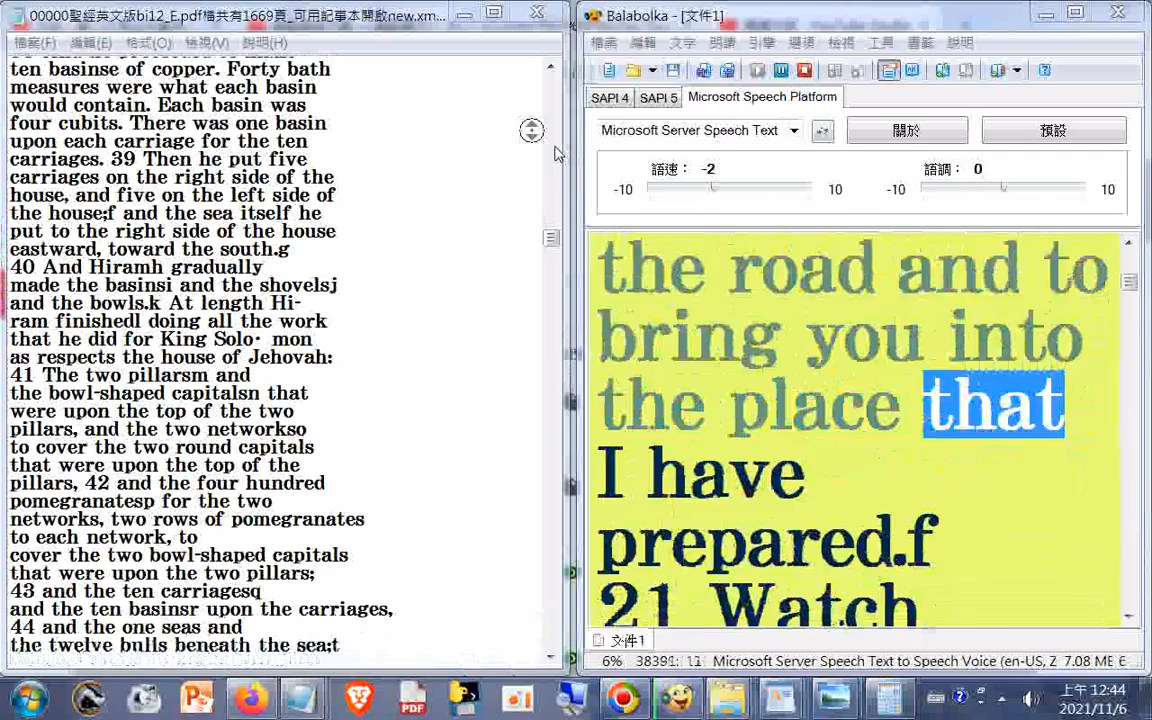 00000聖經英文版bi12_E.pdf檔共有1669頁_可用記事本開啟new.xm...
檔案(F) 編輯(E) 格式(O) 檢視(V) 說明(H)
ten basinse of copper. Forty bath
measures were what each basin
would contain. Each basin was
four cubits. There was one basin
upon each carriage for the ten
carriages. 39 Then he put five
carriages on the right side of the
house, and five on the left side of
the house;f and the sea itself he
put to the right side of the house
eastward, toward the south.g
40 And Hiramh gradually
made the basinsi and the shovelsj
and the bowls.k At length Hi-
ram finishedl doing all the work
that he did for King Solo· mon
as respects the house of Jehovah:
41 The two pillarsm and
the bowl-shaped capitalsn that
were upon the top of the two
pillars, and the two networkso
to cover the two round capitals
that were upon the top of the
pillars, 42 and the four hundred
pomegranatesp for the two
networks, two rows of pomegranates
to each network, to
cover the two bowl-shaped capitals
that were upon the two pillars;
43 and the ten carriagesq
and the ten basinsr upon the carriages,
44 and the one seas and
the twelve bulls beneath the sea;t
Balabolka - [文件1]
檔案 編輯 文字 朗讀 引擎 選項 檢視 工具 書籤 說明
SAPI 4 SAPI 5 Microsoft Speech Platform
Microsoft Server Speech Text 關於 預設
語速： -2 語調： 0
-10 10 -10 10
the road and to
bring you into
the place that
I have
prepared.f
21 Watch
文件1
6% 38391: 11 Microsoft Server Speech Text to Speech Voice (en-US, Z 7.08 MB
PDF
上午 12:44
2021/11/6